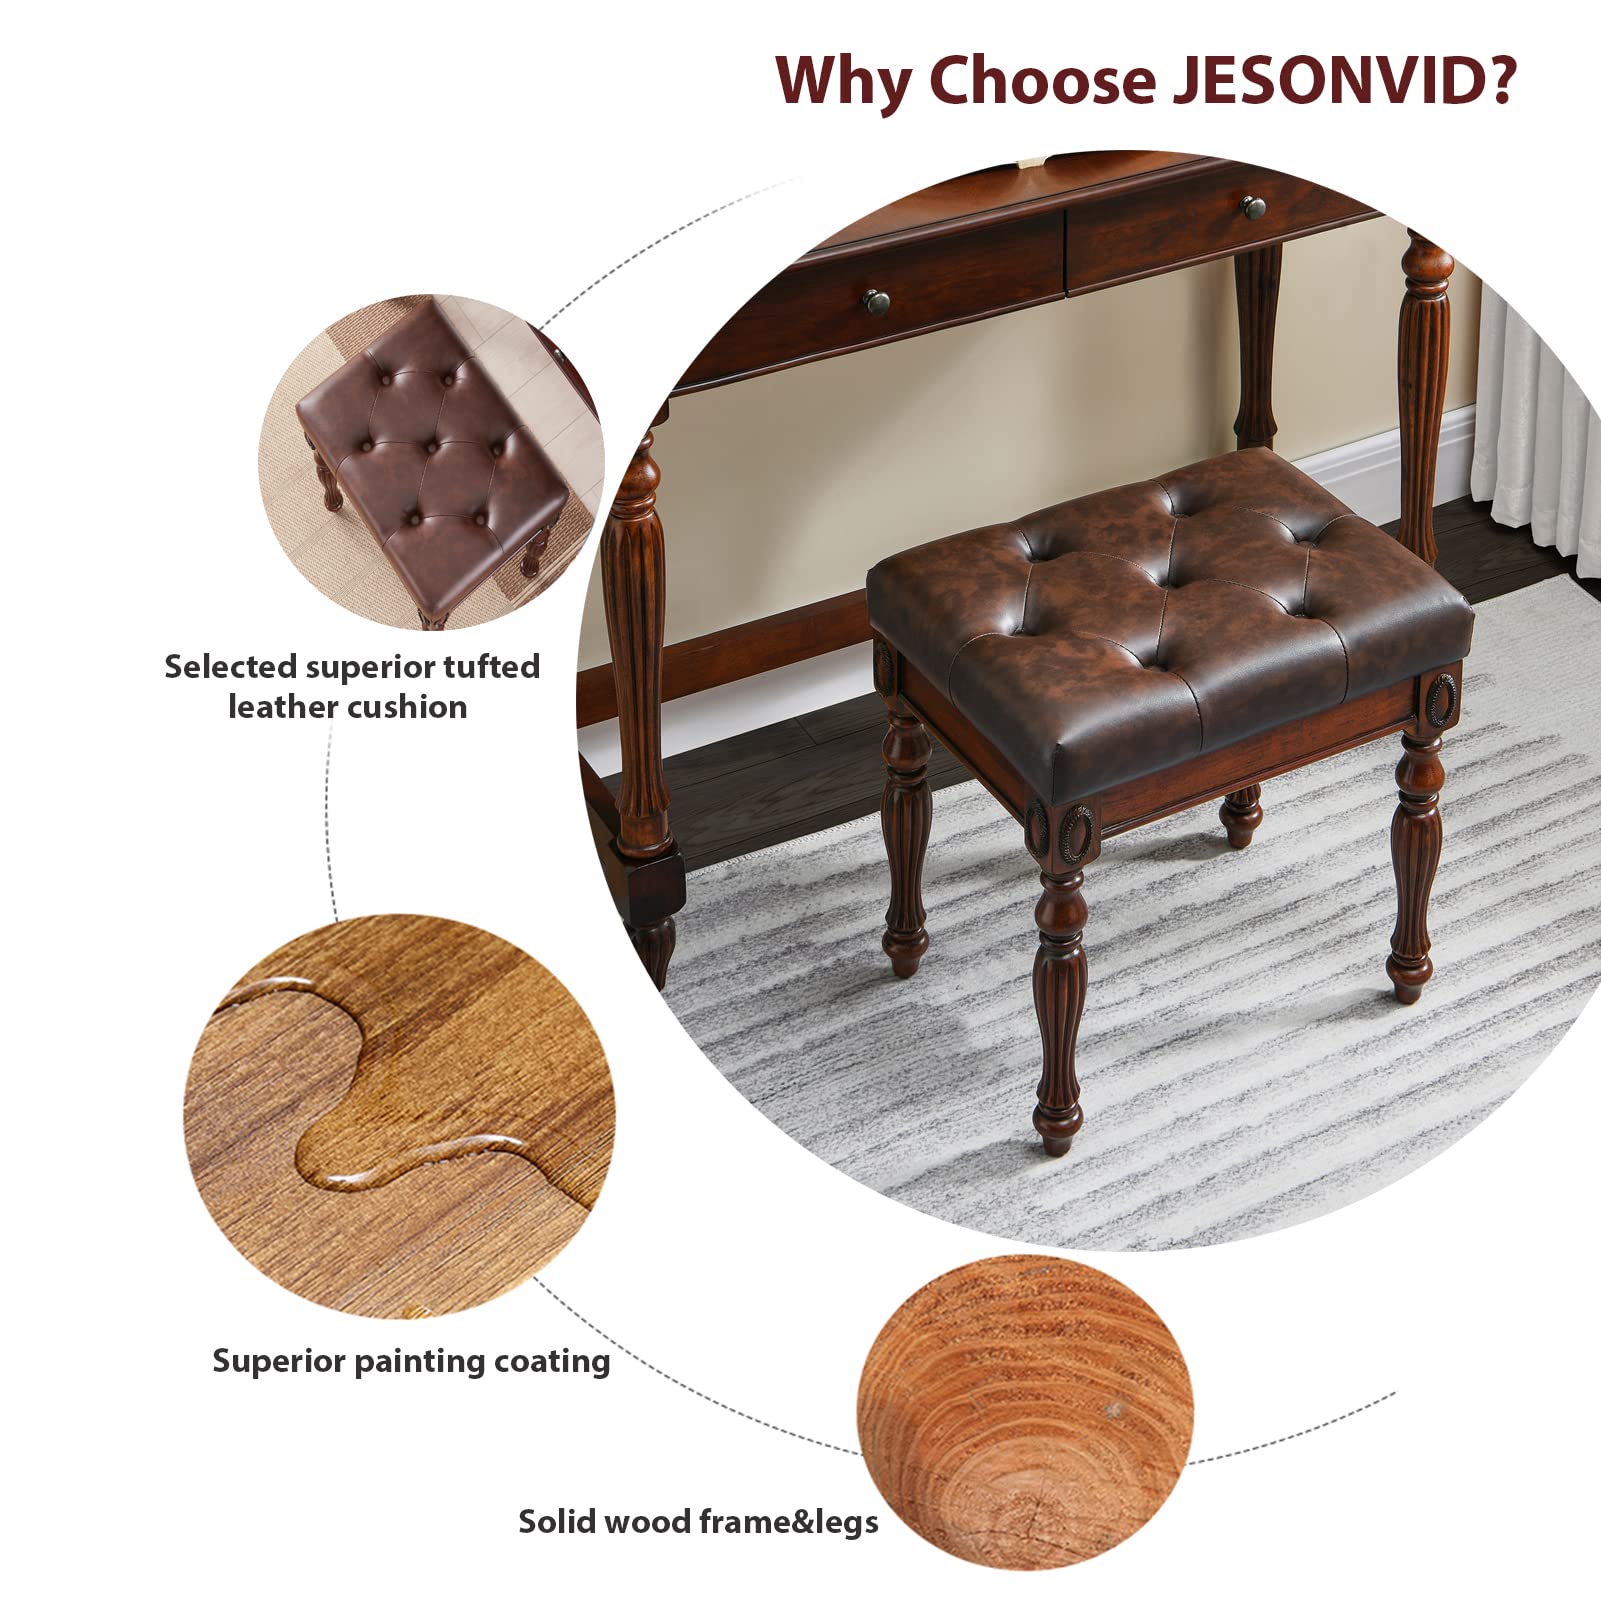 Why Choose JESONVID?
Selected superior tufted
leather cushion
Superior painting coating
Solid wood frame&legs